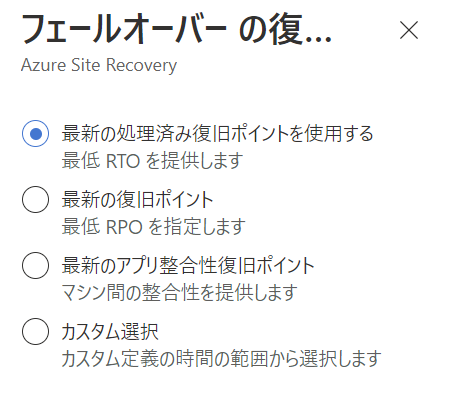 フェールオーバー の復...
Azure Site Recovery
最新の処理済み復旧ポイントを使用する
最低 RTO を提供します
最新の復旧ポイント
最低 RPO を指定します
最新のアプリ整合性復旧ポイント
マシン間の整合性を提供します
カスタム選択
カスタム定義の時間の範囲から選択します